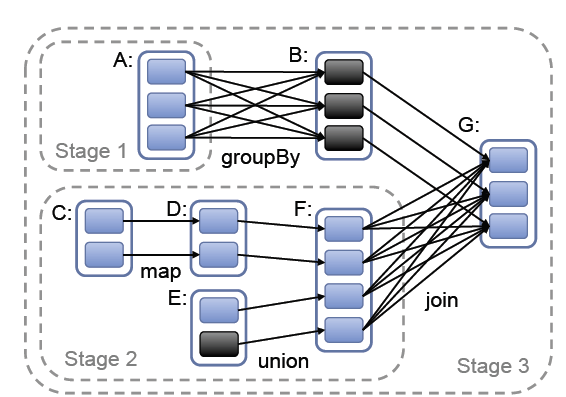 A:
B:
G:
Stage 1
groupBy
C:
D:
F:
map
E:
join
Stage 2
union
Stage 3